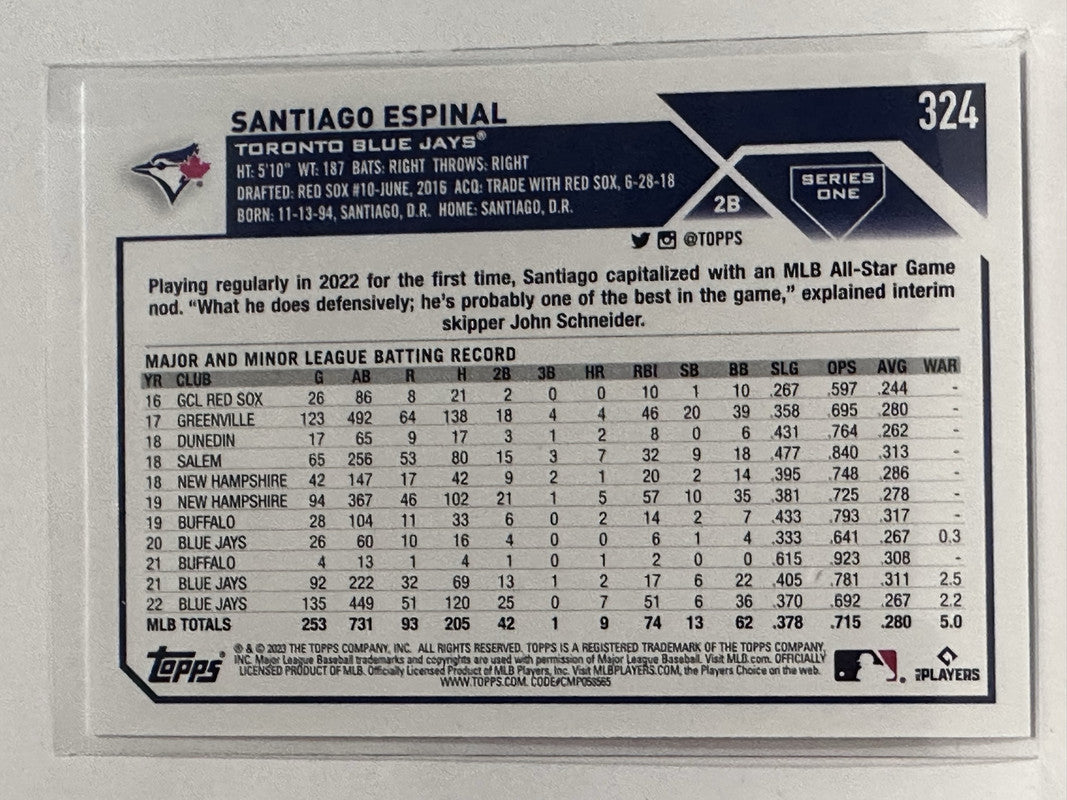 SANTIAGO ESPINAL
324
TORONTO BLUE JAYS®
HT: 5'10" WT: 187 BATS: RIGHT THROWS: RIGHT
DRAFTED: RED SOX #10-JUNE, 2016 ACQ: TRADE WITH RED SOX, 6-28-18
BORN: 11-13-94, SANTIAGO, D.R. HOME: SANTIAGO, D.R.
2B
SERIES
ONE
@TOPPS
Playing regularly in 2022 for the first time, Santiago capitalized with an MLB All-Star Game
nod. “What he does defensively; he's probably one of the best in the game,” explained interim
skipper John Schneider.
MAJOR AND MINOR LEAGUE BATTING RECORD
YR CLUB G AB R H 2B 3B HR RBI SB BB SLG OPS AVG WAR
16 GCL RED SOX 26 86 8 21 2 0 0 10 1 10 .267 .597 .244 -
17 GREENVILLE 123 492 64 138 18 4 4 46 20 39 .358 .695 .280 -
18 DUNEDIN 17 65 9 17 3 1 2 8 0 6 .431 .764 .262 -
18 SALEM 65 256 53 80 15 3 7 32 9 18 .477 .840 .313 -
18 NEW HAMPSHIRE 42 147 17 42 9 2 1 20 2 14 .395 .748 .286 -
19 NEW HAMPSHIRE 94 367 46 102 21 1 5 57 10 35 .381 .725 .278 -
19 BUFFALO 28 104 11 33 6 0 2 14 2 7 .433 .793 .317 -
20 BLUE JAYS 26 60 10 16 4 0 0 6 1 4 .333 .641 .267 0.3
21 BUFFALO 4 13 1 4 1 0 1 2 0 0 .615 .923 .308 -
21 BLUE JAYS 92 222 32 69 13 1 2 17 6 22 .405 .781 .311 2.5
22 BLUE JAYS 135 449 51 120 25 0 7 51 6 36 .370 .692 .267 2.2
MLB TOTALS 253 731 93 205 42 1 9 74 13 62 .378 .715 .280 5.0
Topps®
® & © 2023 THE TOPPS COMPANY, INC. ALL RIGHTS RESERVED. TOPPS IS A REGISTERED TRADEMARK OF THE TOPPS COMPANY,
INC. Major League Baseball trademarks and copyrights are used with permission of Major League Baseball. Visit MLB.com. OFFICIALLY
LICENSED PRODUCT OF MLB. Officially Licensed Product of MLB Players, Inc. Visit MLBPLAYERS.COM, the Players Choice on the web.
WWW.TOPPS.COM. CODE#CMP058565
MLB PLAYERS